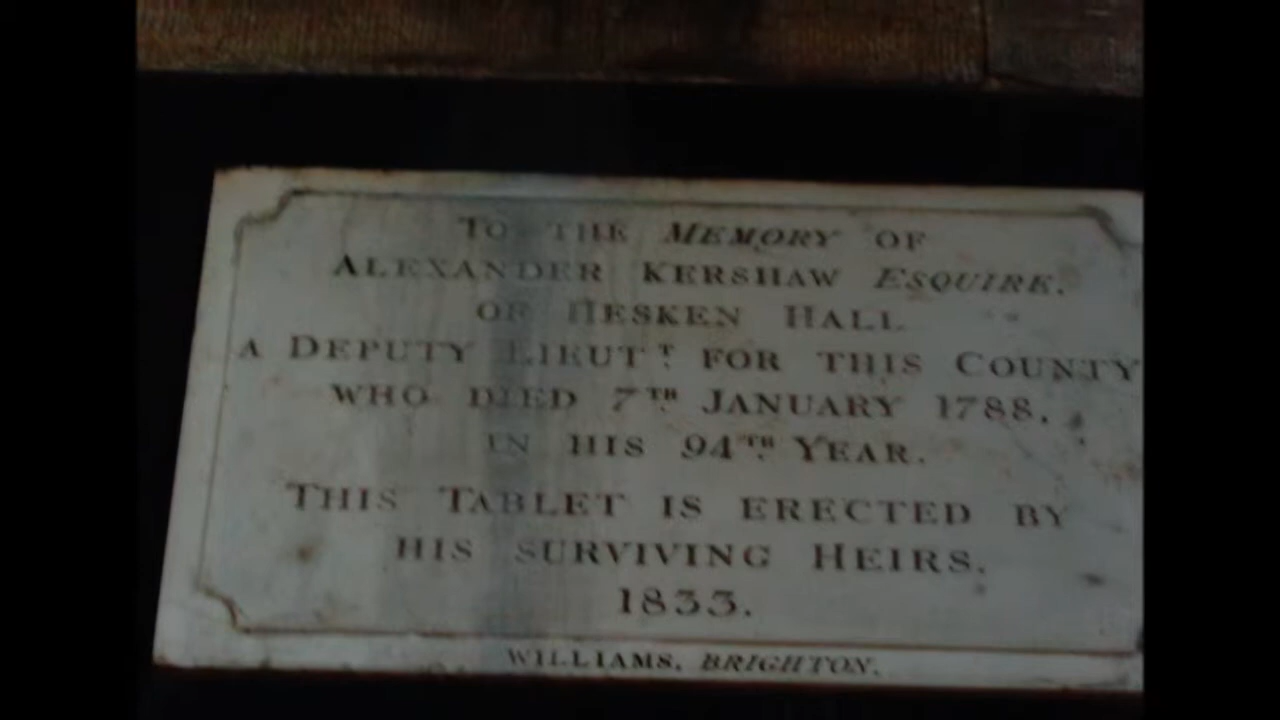 TO THE MEMORY OF
ALEXANDER KERSHAW ESQUIRE.
OF HESKEN HALL
A DEPUTY LIEUTT. FOR THIS COUNTY
WHO DIED 7TH JANUARY 1788.
IN HIS 94TH YEAR.
THIS TABLET IS ERECTED BY
HIS SURVIVING HEIRS.
1833.
WILLIAMS, BRIGHTON.